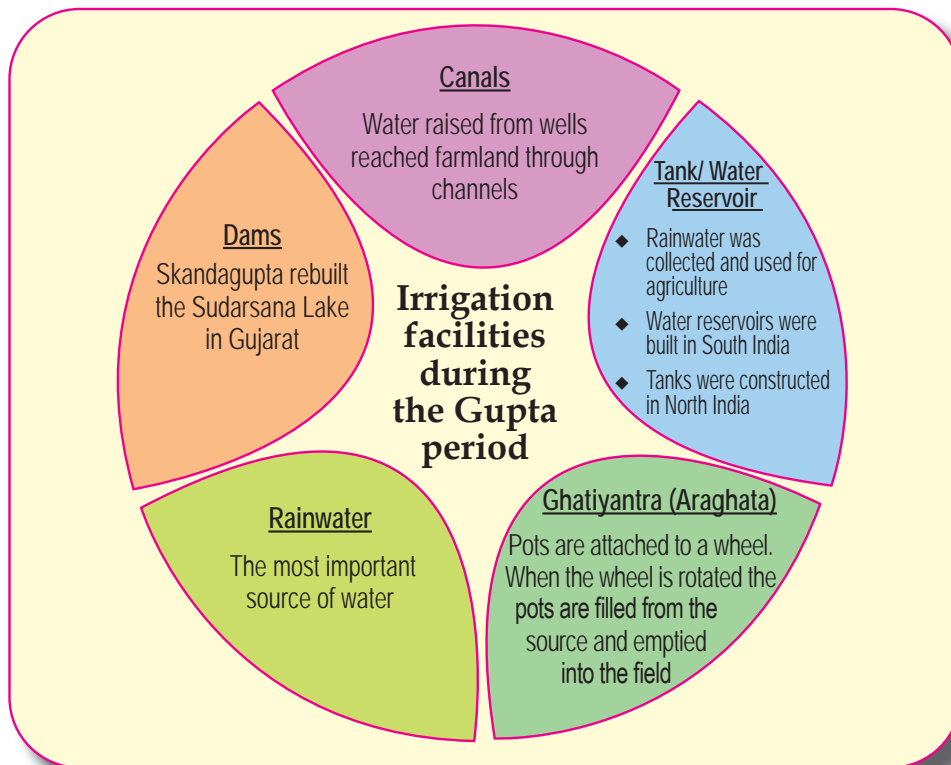 Canals
Water raised from wells
reached farmland through
channels
Tank/ Water
Reservoir
◆ Rainwater was
collected and used for
agriculture
◆ Water reservoirs were
built in South India
◆ Tanks were constructed
in North India
Dams
Skandagupta rebuilt
the Sudarsana Lake
in Gujarat
Irrigation
facilities
during
the Gupta
period
Rainwater
The most important
source of water
Ghatiyantra (Araghata)
Pots are attached to a wheel.
When the wheel is rotated the
pots are filled from the
source and emptied
into the field